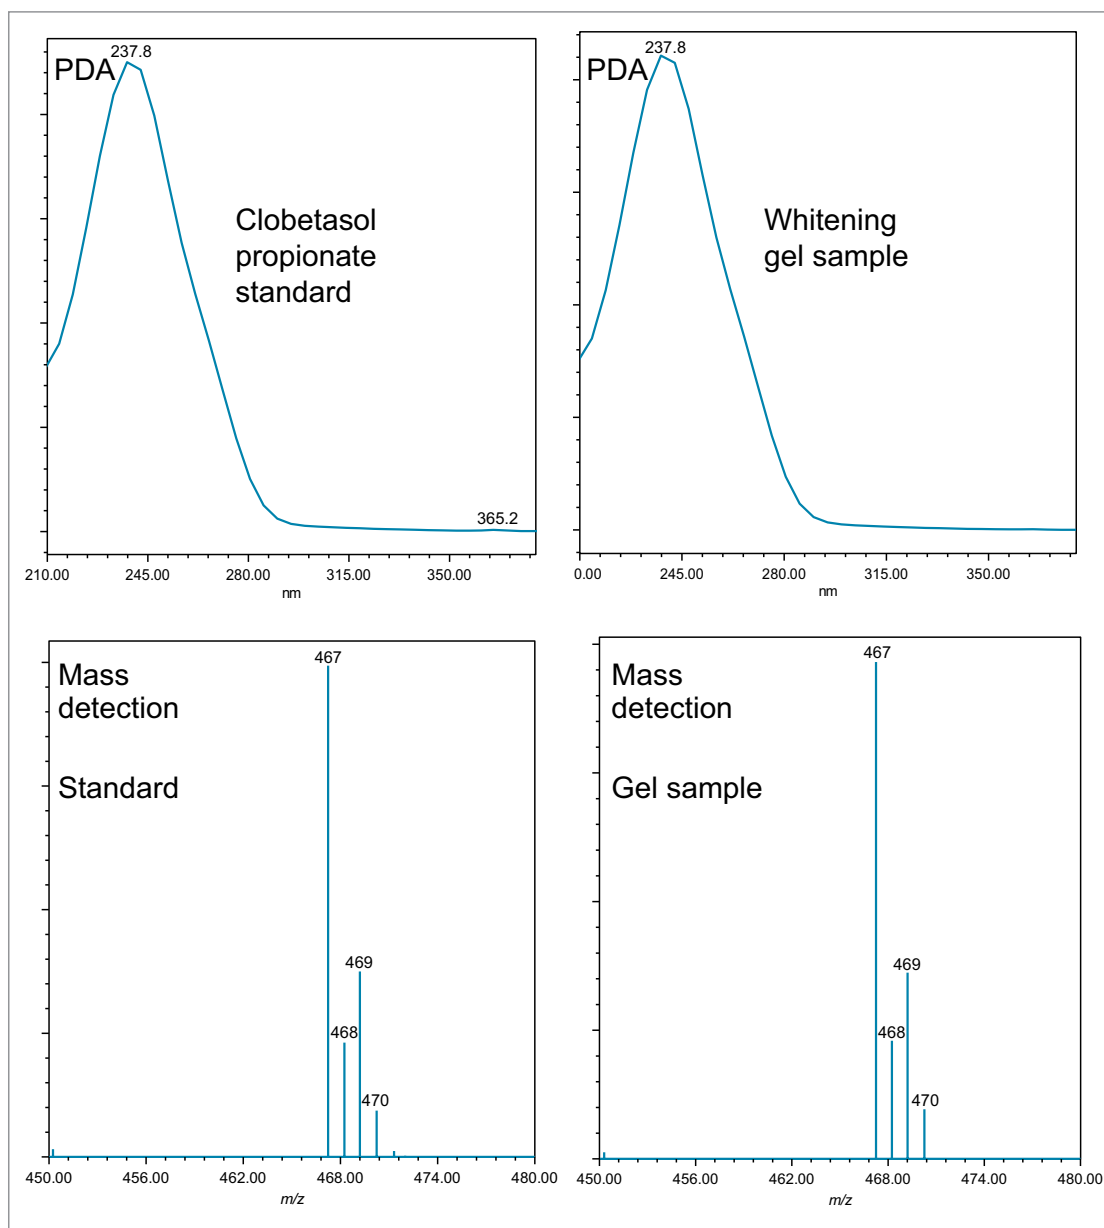 237.8
PDA
Clobetasol
propionate
standard
365.2
210.00 245.00 280.00 315.00 350.00
nm
237.8
PDA
Whitening
gel sample
0.00 245.00 280.00 315.00 350.00
nm
467
Mass
detection
Standard
469
468
470
450.00 456.00 462.00 468.00 474.00 480.00
m/z
467
Mass
detection
Gel sample
469
468
470
450.00 456.00 462.00 468.00 474.00 480.00
m/z